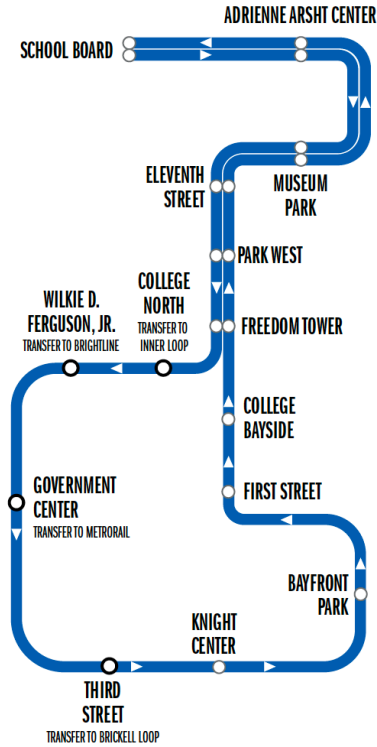 ADRIENNE ARSHT CENTER
SCHOOL BOARD
ELEVENTH
STREET
MUSEUM
PARK
PARK WEST
COLLEGE
NORTH
TRANSFER TO
INNER LOOP
WILKIE D.
FERGUSON, JR.
TRANSFER TO BRIGHTLINE
FREEDOM TOWER
COLLEGE
BAYSIDE
GOVERNMENT
CENTER
TRANSFER TO METRORAIL
FIRST STREET
BAYFRONT
PARK
KNIGHT
CENTER
THIRD
STREET
TRANSFER TO BRICKELL LOOP